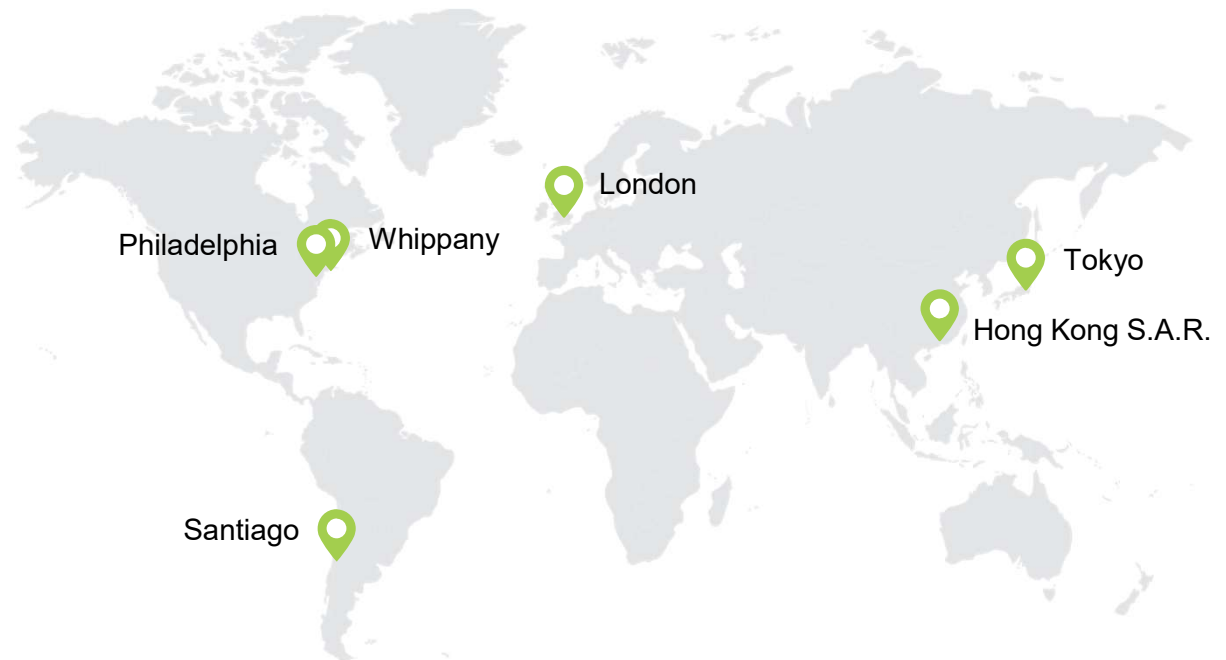 London
Philadelphia
Whippany
Tokyo
Hong Kong S.A.R.
Santiago